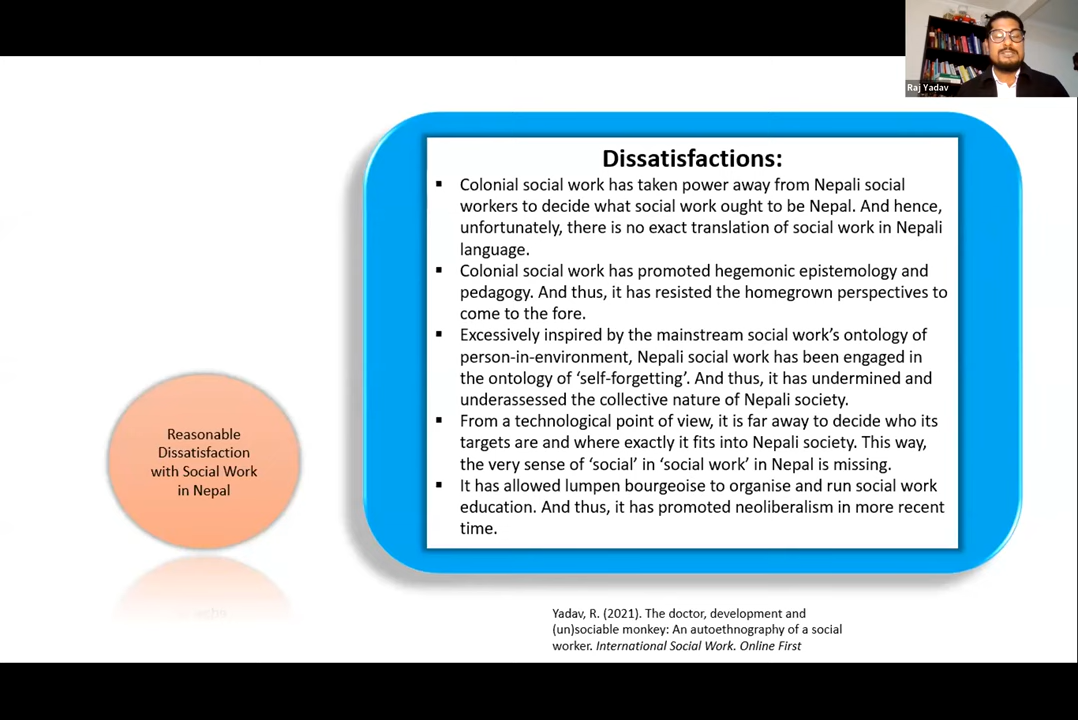 Raj Yadav
Dissatisfactions:
▪ Colonial social work has taken power away from Nepali social
workers to decide what social work ought to be Nepal. And hence,
unfortunately, there is no exact translation of social work in Nepali
language.
▪ Colonial social work has promoted hegemonic epistemology and
pedagogy. And thus, it has resisted the homegrown perspectives to
come to the fore.
▪ Excessively inspired by the mainstream social work's ontology of
person-in-environment, Nepali social work has been engaged in
the ontology of 'self-forgetting'. And thus, it has undermined and
underassessed the collective nature of Nepali society.
▪ From a technological point of view, it is far away to decide who its
targets are and where exactly it fits into Nepali society. This way,
the very sense of 'social' in 'social work' in Nepal is missing.
▪ It has allowed lumpen bourgeoise to organise and run social work
education. And thus, it has promoted neoliberalism in more recent
time.
Reasonable
Dissatisfaction
with Social Work
in Nepal
Yadav, R. (2021). The doctor, development and
(un)sociable monkey: An autoethnography of a social
worker. International Social Work. Online First